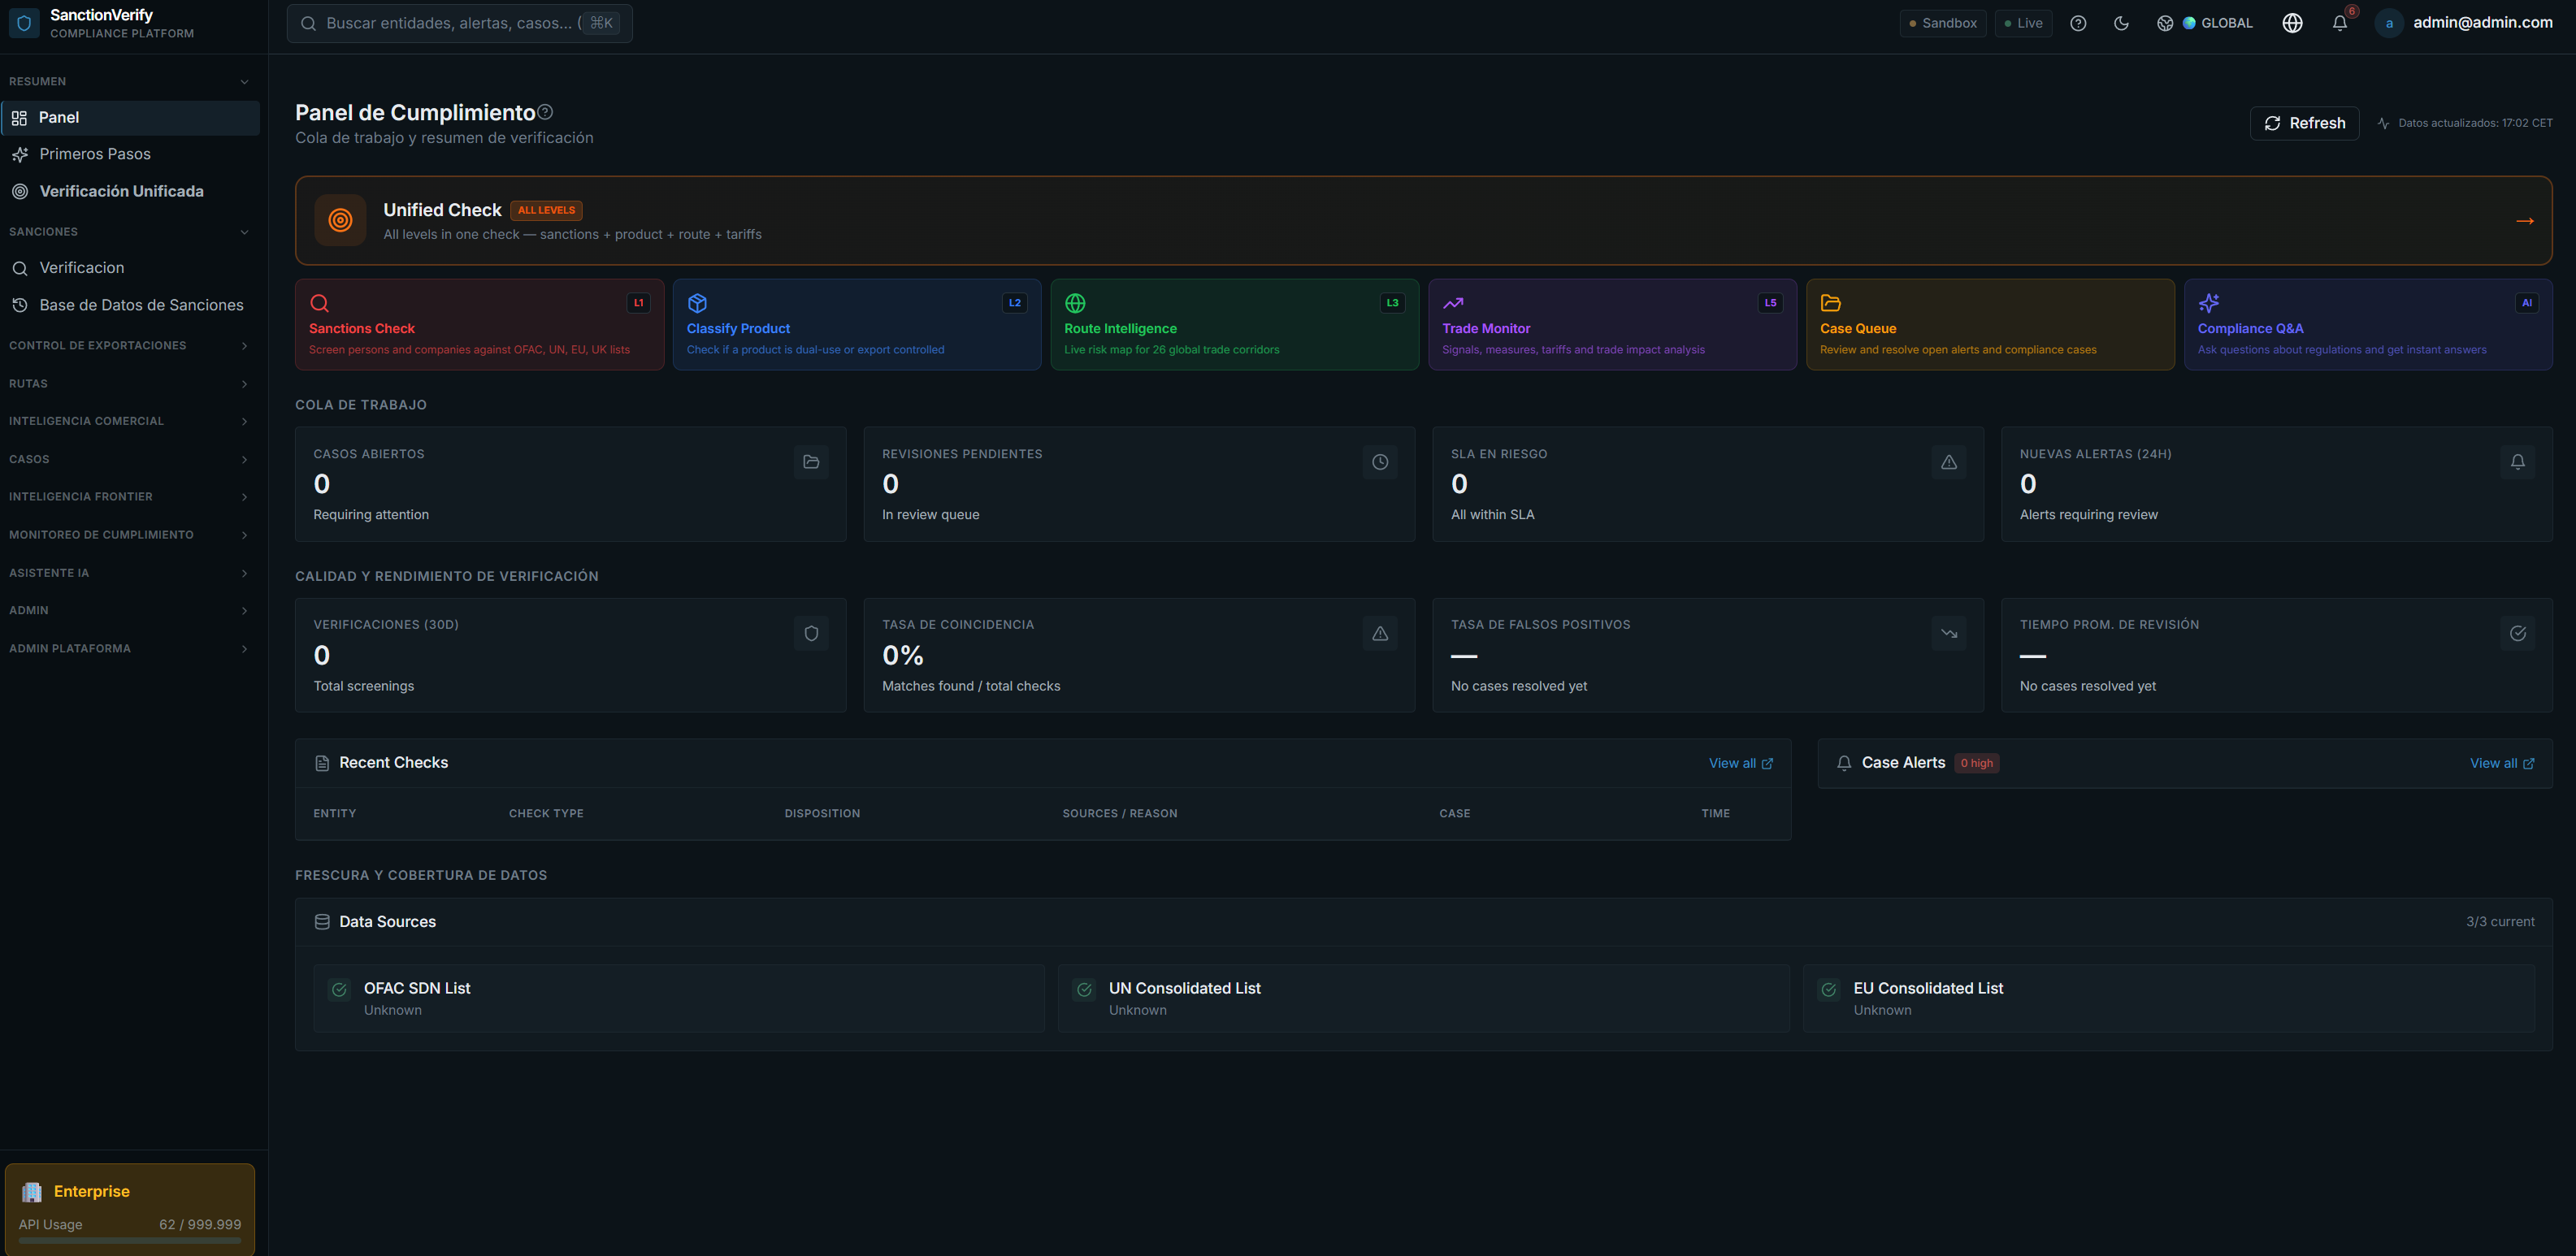 SanctionVerify
COMPLIANCE PLATFORM
Buscar entidades, alertas, casos... (
⌘K
Sandbox
Live
GLOBAL
6
a
admin@admin.com
RESUMEN
Panel
Primeros Pasos
Verificación Unificada
SANCIONES
Verificacion
Base de Datos de Sanciones
CONTROL DE EXPORTACIONES
RUTAS
INTELIGENCIA COMERCIAL
CASOS
INTELIGENCIA FRONTIER
MONITOREO DE CUMPLIMIENTO
ASISTENTE IA
ADMIN
ADMIN PLATAFORMA
Enterprise
API Usage 62 / 999.999
Panel de Cumplimiento
Cola de trabajo y resumen de verificación
Refresh
Datos actualizados: 17:02 CET
Unified Check ALL LEVELS
All levels in one check — sanctions + product + route + tariffs
L1
Sanctions Check
Screen persons and companies against OFAC, UN, EU, UK lists
L2
Classify Product
Check if a product is dual-use or export controlled
L3
Route Intelligence
Live risk map for 26 global trade corridors
L5
Trade Monitor
Signals, measures, tariffs and trade impact analysis
Case Queue
Review and resolve open alerts and compliance cases
AI
Compliance Q&A
Ask questions about regulations and get instant answers
COLA DE TRABAJO
CASOS ABIERTOS
0
Requiring attention
REVISIONES PENDIENTES
0
In review queue
SLA EN RIESGO
0
All within SLA
NUEVAS ALERTAS (24H)
0
Alerts requiring review
CALIDAD Y RENDIMIENTO DE VERIFICACIÓN
VERIFICACIONES (30D)
0
Total screenings
TASA DE COINCIDENCIA
0%
Matches found / total checks
TASA DE FALSOS POSITIVOS
—
No cases resolved yet
TIEMPO PROM. DE REVISIÓN
—
No cases resolved yet
Recent Checks
View all
ENTITY CHECK TYPE DISPOSITION SOURCES / REASON CASE TIME
Case Alerts 0 high
View all
FRESCURA Y COBERTURA DE DATOS
Data Sources
3/3 current
OFAC SDN List
Unknown
UN Consolidated List
Unknown
EU Consolidated List
Unknown